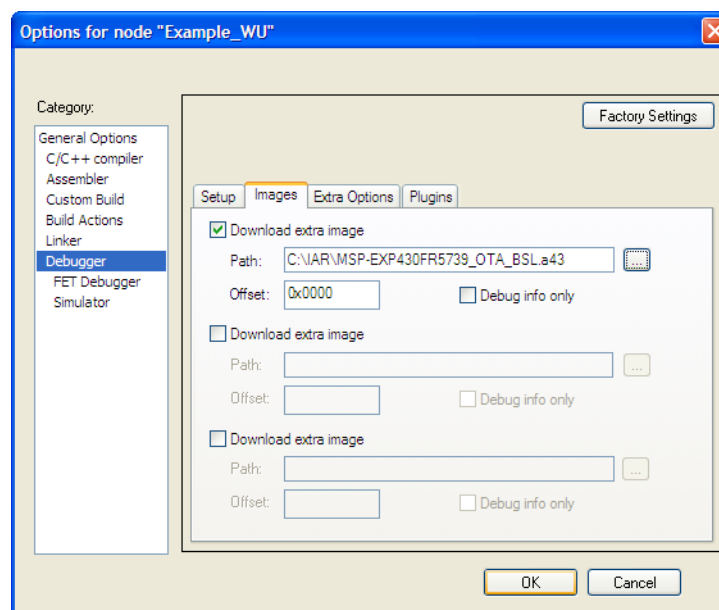 Options for node "Example_WU"
Category:
Factory Settings
General Options
C/C++ compiler
Assembler
Custom Build
Build Actions
Linker
Debugger
FET Debugger
Simulator
Setup Images Extra Options Plugins
Download extra image
Path: C:\IAR\MSP-EXP430FR5739_OTA_BSL.a43 ...
Offset: 0x0000 Debug info only
Download extra image
Path: ...
Offset: Debug info only
Download extra image
Path: ...
Offset: Debug info only
OK Cancel